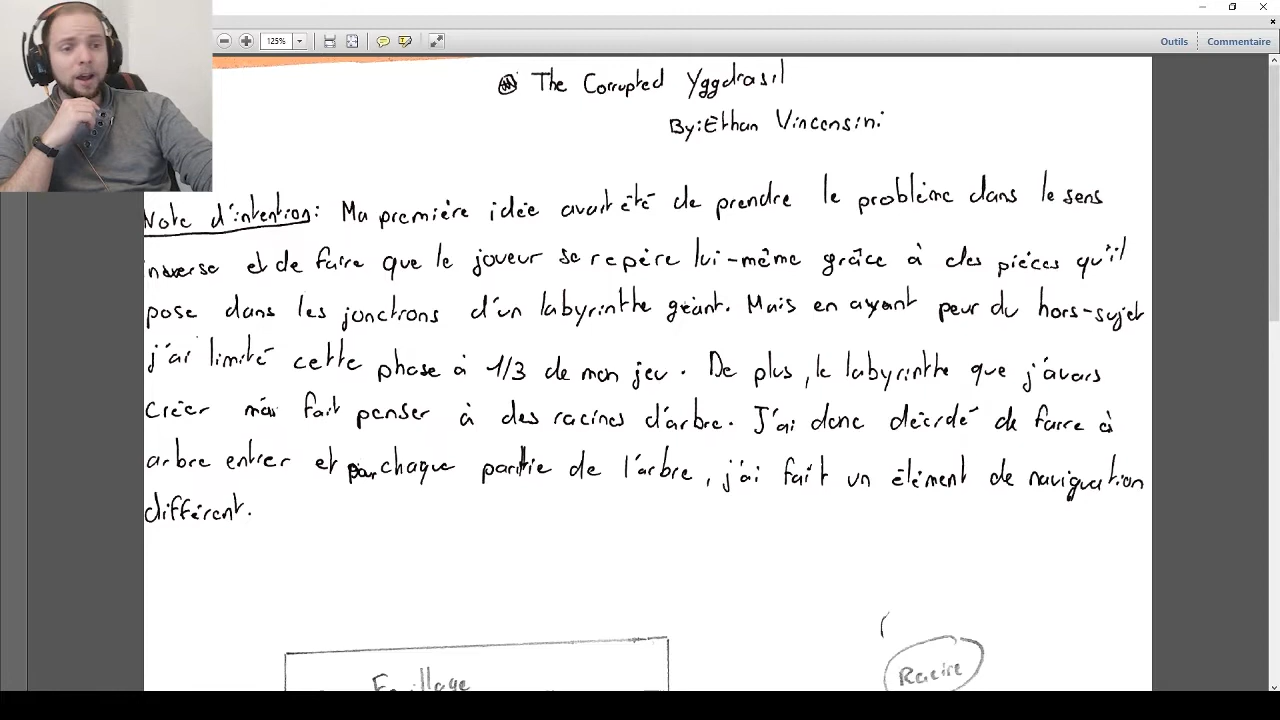 125%
Outils
Commentaire
The Corrupted Yggdrasil
By: Ethan Vincensini
Note d'intention: Ma première idée avait été de prendre le problème dans le sens
inverse et de faire que le joueur se repère lui-même grâce à des pièces qu'il
pose dans les jonctions d'un labyrinthe géant. Mais en ayant peur du hors-sujet
j'ai limité cette phase à 1/3 de mon jeu. De plus, le labyrinthe que j'avais
créer m'a fait penser à des racines d'arbre. J'ai donc décidé de faire à
arbre entrer et pour chaque partie de l'arbre, j'ai fait un élément de naviguation
différent.
Feuillage
Racine